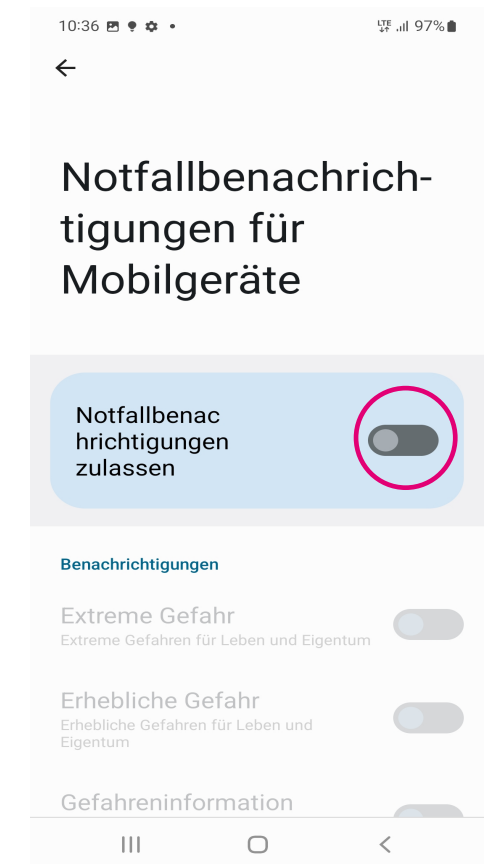 10:36 LTE 97%
Notfallbenachrich-
tigungen für
Mobilgeräte
Notfallbenac
hrichtigungen
zulassen
Benachrichtigungen
Extreme Gefahr
Extreme Gefahren für Leben und Eigentum
Erhebliche Gefahr
Erhebliche Gefahren für Leben und
Eigentum
Gefahreninformation